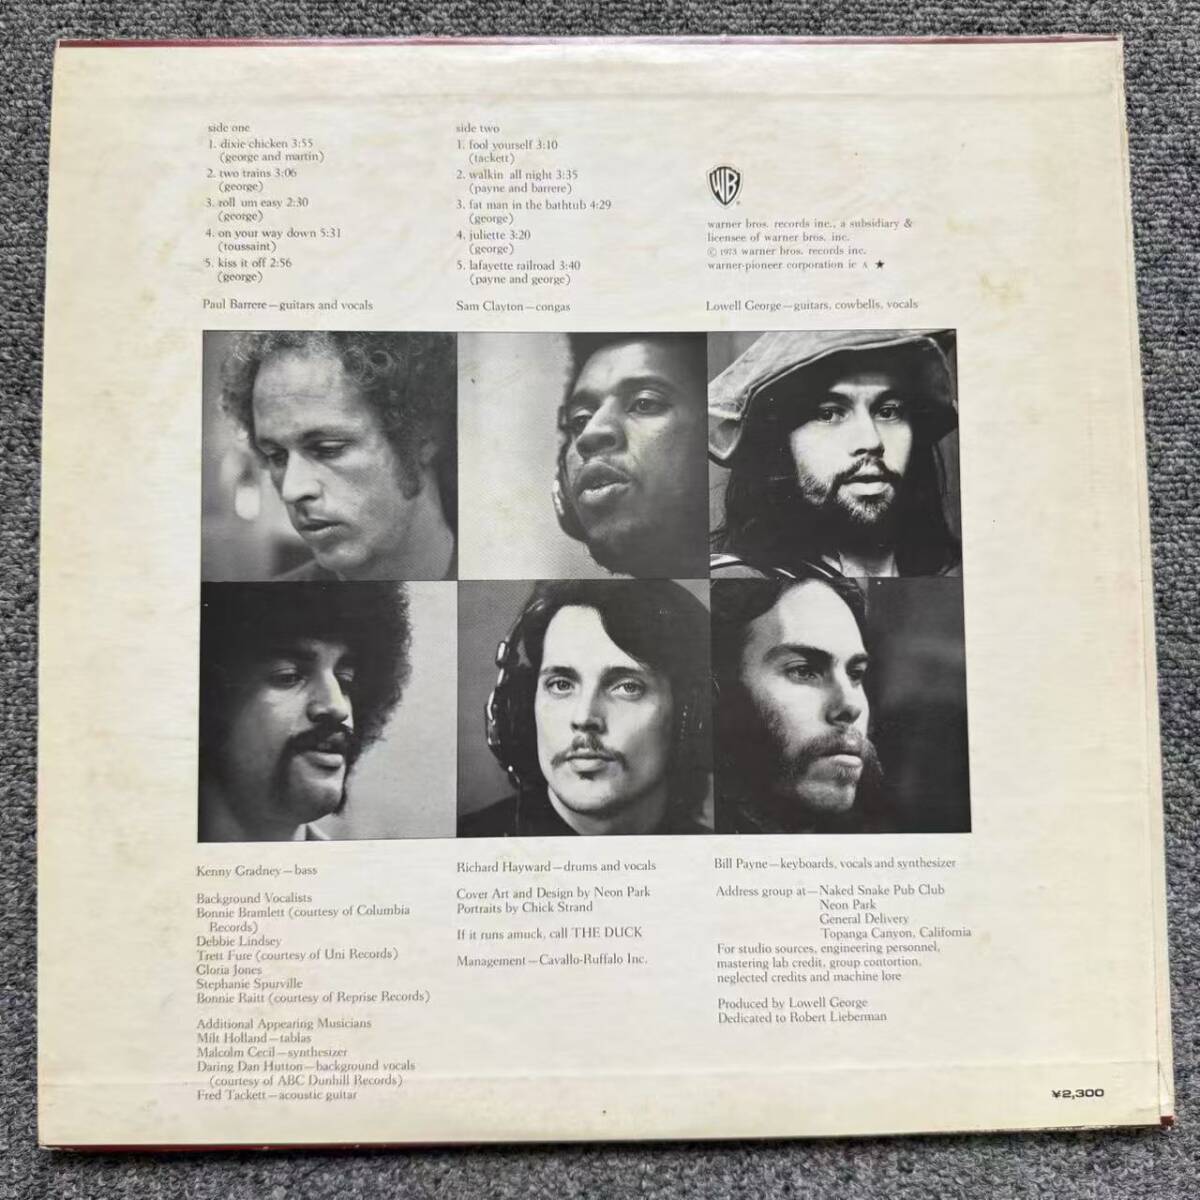 side one
1. dixie chicken 3:55
(george and martin)
2. two trains 3:06
(george)
3. roll um easy 2:30
(george)
4. on your way down 5:31
(toussaint)
5. kiss it off 2:56
(george)
side two
1. fool yourself 3:10
(tackett)
2. walkin all night 3:35
(payne and barrere)
3. fat man in the bathtub 4:29
(george)
4. juliette 3:20
(george)
5. lafayette railroad 3:40
(payne and george)
WB
warner bros. records inc., a subsidiary &
licensee of warner bros. inc.
© 1973 warner bros. records inc.
warner-pioneer corporation ic A ★
Paul Barrere—guitars and vocals
Sam Clayton—congas
Lowell George—guitars, cowbells, vocals
Kenny Gradney—bass
Background Vocalists
Bonnie Bramlett (courtesy of Columbia
Records)
Debbie Lindsey
Trett Fure (courtesy of Uni Records)
Gloria Jones
Stephanie Spurville
Bonnie Raitt (courtesy of Reprise Records)
Additional Appearing Musicians
Milt Holland—tablas
Malcolm Cecil—synthesizer
Daring Dan Hutton—background vocals
(courtesy of ABC Dunhill Records)
Fred Tackett—acoustic guitar
Richard Hayward—drums and vocals
Cover Art and Design by Neon Park
Portraits by Chick Strand
If it runs amuck, call THE DUCK
Management—Cavallo-Ruffalo Inc.
Bill Payne—keyboards, vocals and synthesizer
Address group at—Naked Snake Pub Club
Neon Park
General Delivery
Topanga Canyon, California
For studio sources, engineering personnel,
mastering lab credit, group contortion,
neglected credits and machine lore
Produced by Lowell George
Dedicated to Robert Lieberman
¥2,300